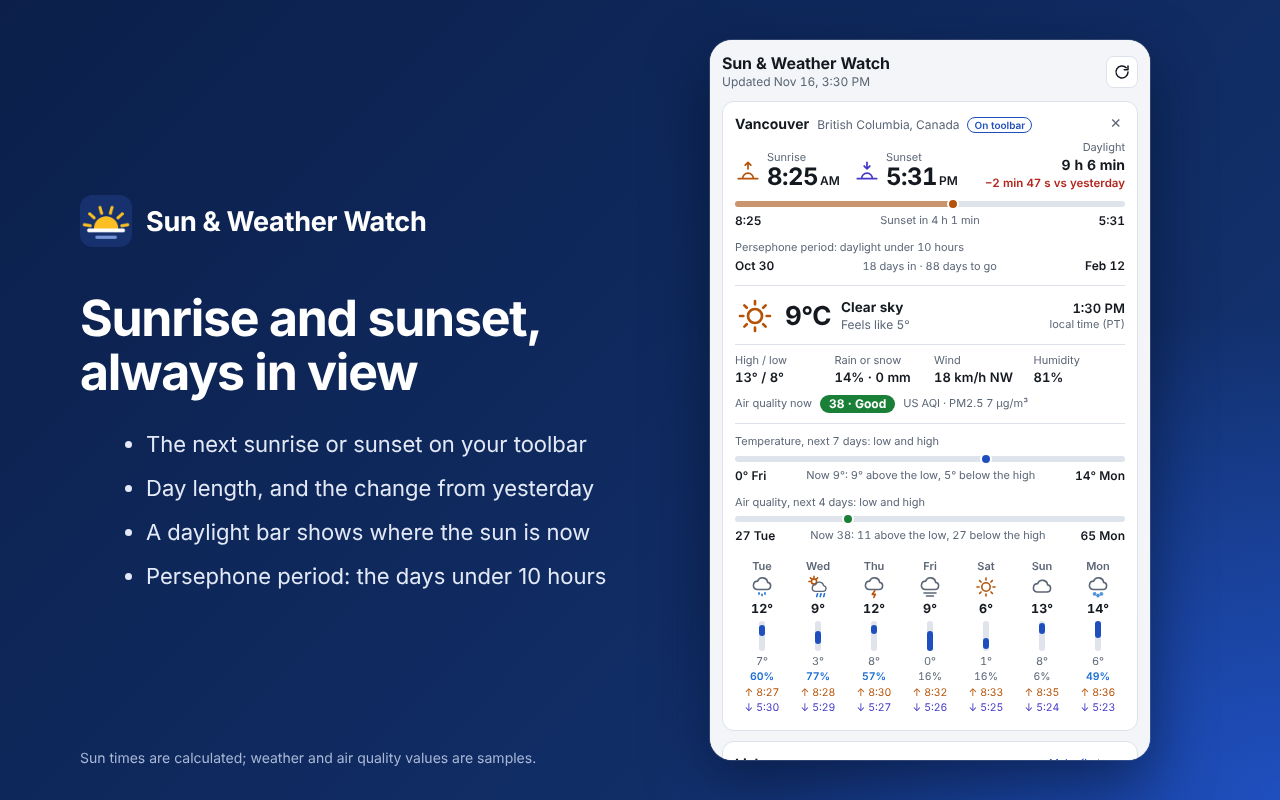 Sun & Weather Watch
Sunrise and sunset,
always in view
• The next sunrise or sunset on your toolbar
• Day length, and the change from yesterday
• A daylight bar shows where the sun is now
• Persephone period: the days under 10 hours
Sun times are calculated; weather and air quality values are samples.
Sun & Weather Watch
Updated Nov 16, 3:30 PM
Vancouver British Columbia, Canada On toolbar ×
Sunrise Sunset Daylight
8:25 AM 5:31 PM 9 h 6 min
−2 min 47 s vs yesterday
8:25 Sunset in 4 h 1 min 5:31
Persephone period: daylight under 10 hours
Oct 30 18 days in · 88 days to go Feb 12
9°C Clear sky 1:30 PM
Feels like 5° local time (PT)
High / low Rain or snow Wind Humidity
13° / 8° 14% · 0 mm 18 km/h NW 81%
Air quality now 38 · Good US AQI · PM2.5 7 µg/m³
Temperature, next 7 days: low and high
0° Fri Now 9°: 9° above the low, 5° below the high 14° Mon
Air quality, next 4 days: low and high
27 Tue Now 38: 11 above the low, 27 below the high 65 Mon
Tue Wed Thu Fri Sat Sun Mon
12° 9° 12° 9° 6° 13° 14°
7° 3° 8° 0° 1° 8° 6°
60% 77% 57% 16% 16% 6% 49%
↑ 8:27 ↑ 8:28 ↑ 8:30 ↑ 8:32 ↑ 8:33 ↑ 8:35 ↑ 8:36
↓ 5:30 ↓ 5:29 ↓ 5:27 ↓ 5:26 ↓ 5:25 ↓ 5:24 ↓ 5:23